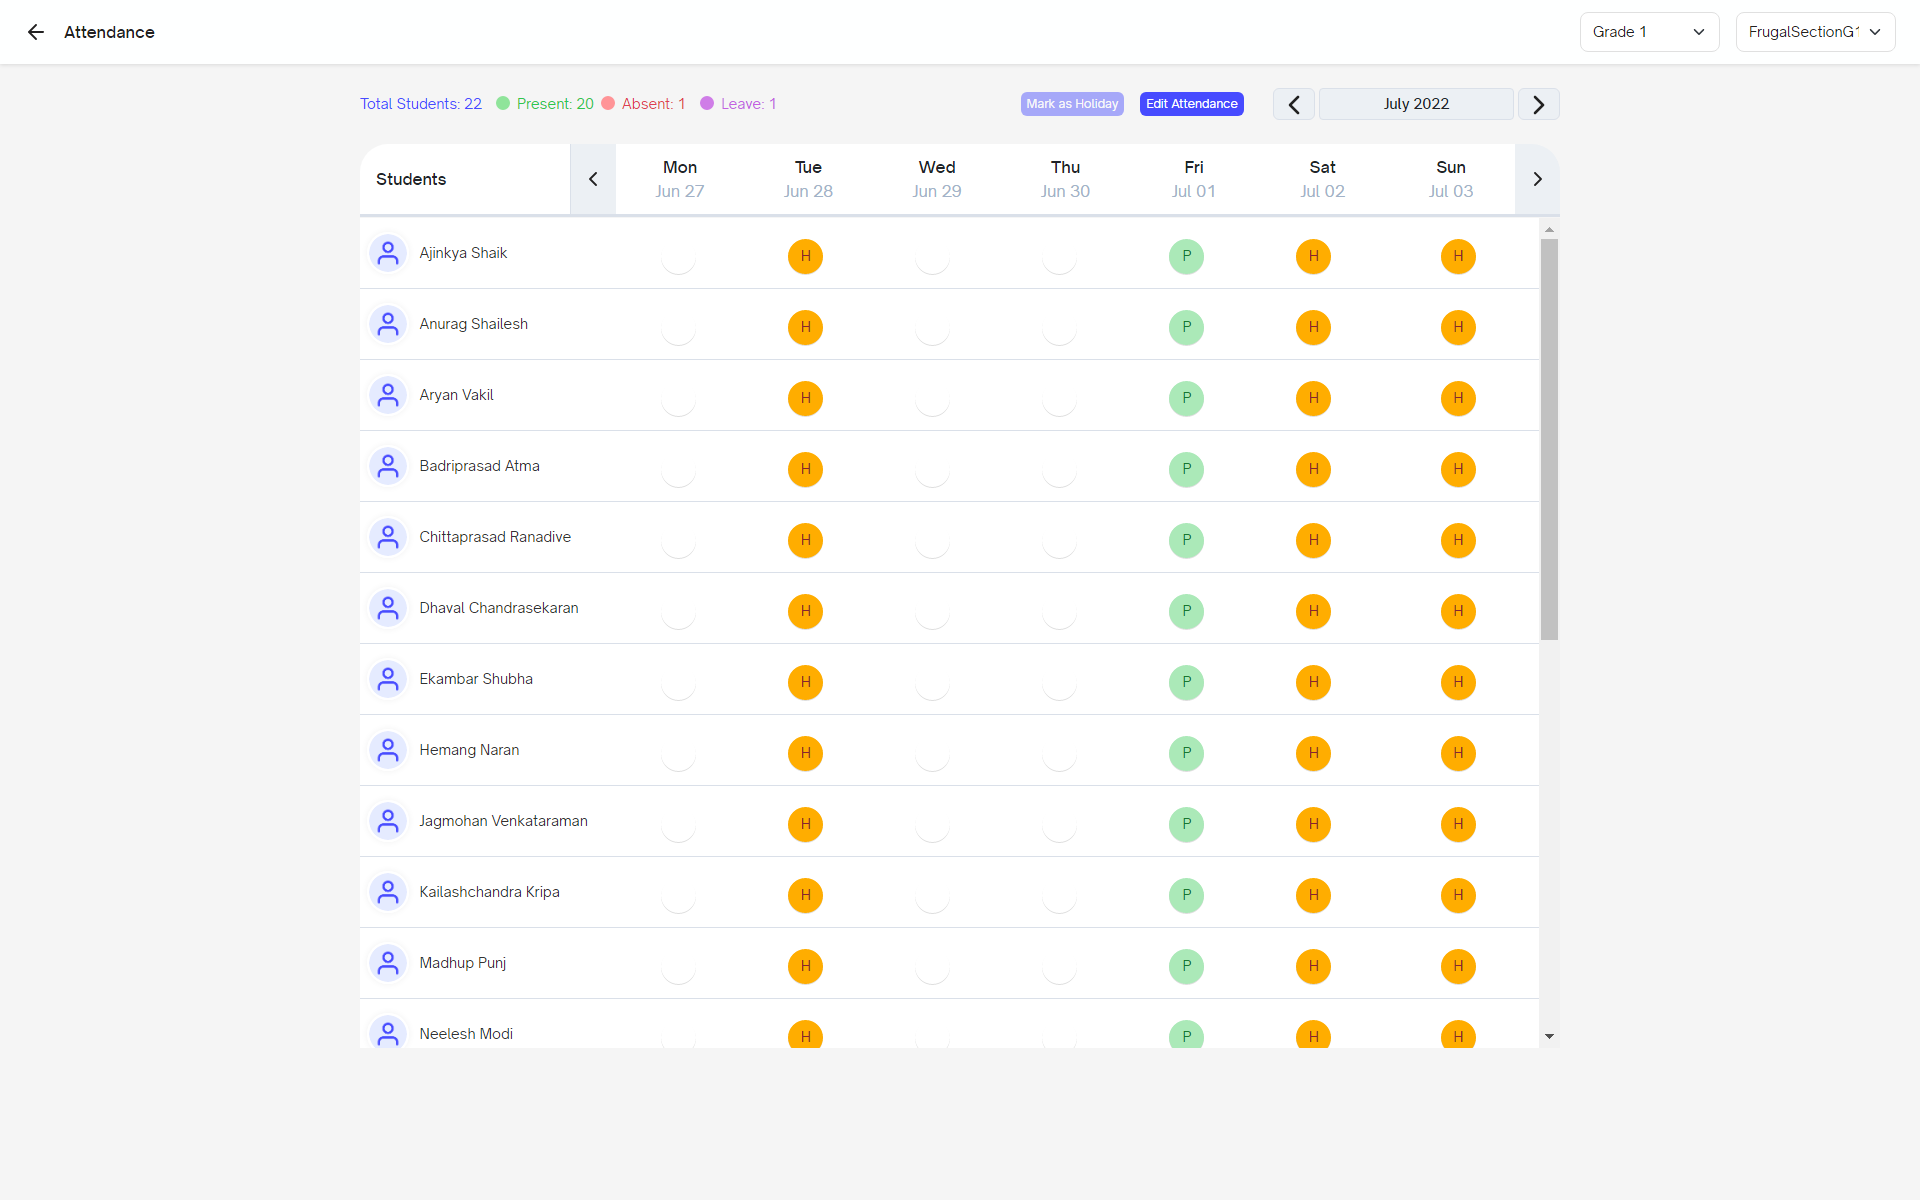 Attendance
Grade 1
FrugalSectionG1
Total Students: 22 Present: 20 Absent: 1 Leave: 1
Mark as Holiday
Edit Attendance
July 2022
Students
Mon Tue Wed Thu Fri Sat Sun
Jun 27 Jun 28 Jun 29 Jun 30 Jul 01 Jul 02 Jul 03
Ajinkya Shaik H P H H
Anurag Shailesh H P H H
Aryan Vakil H P H H
Badriprasad Atma H P H H
Chittaprasad Ranadive H P H H
Dhaval Chandrasekaran H P H H
Ekambar Shubha H P H H
Hemang Naran H P H H
Jagmohan Venkataraman H P H H
Kailashchandra Kripa H P H H
Madhup Punj H P H H
Neelesh Modi H P H H